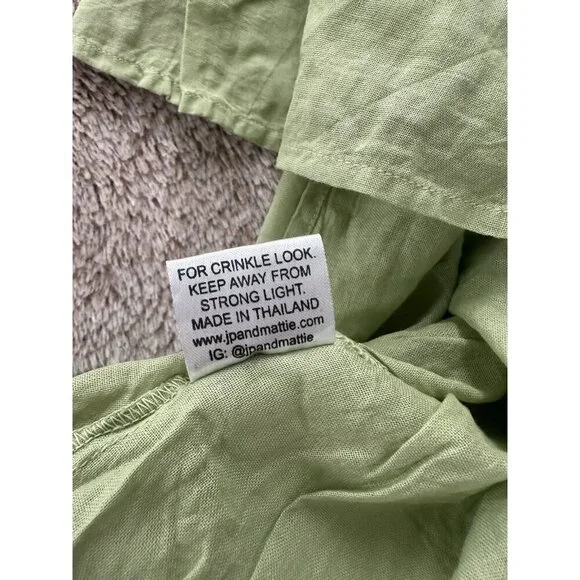 FOR CRINKLE LOOK.
KEEP AWAY FROM
STRONG LIGHT.
MADE IN THAILAND
www.jpandmattie.com
IG: @jpandmattie